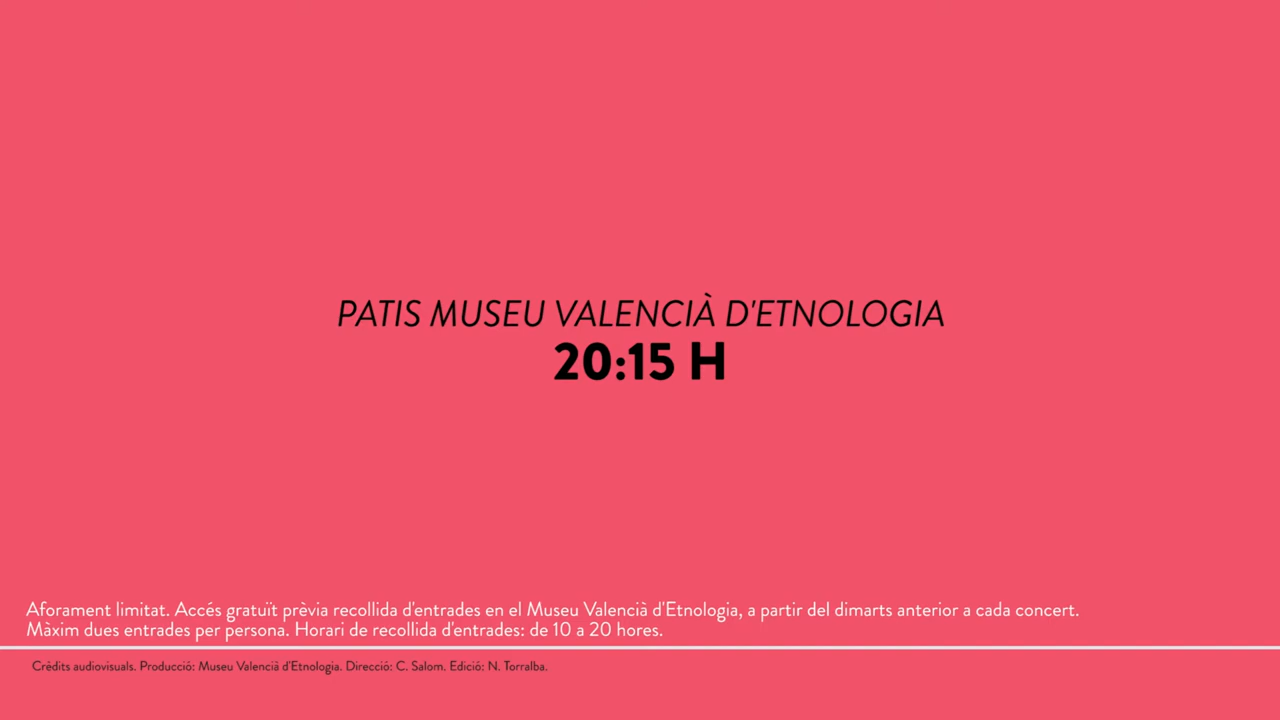 PATIS MUSEU VALENCIÀ D'ETNOLOGIA
20:15 H
Aforament limitat. Accés gratuït prèvia recollida d'entrades en el Museu Valencià d'Etnologia, a partir del dimarts anterior a cada concert.
Màxim dues entrades per persona. Horari de recollida d'entrades: de 10 a 20 hores.
Crèdits audiovisuals. Producció: Museu Valencià d'Etnologia. Direcció: C. Salom. Edició: N. Torralba.